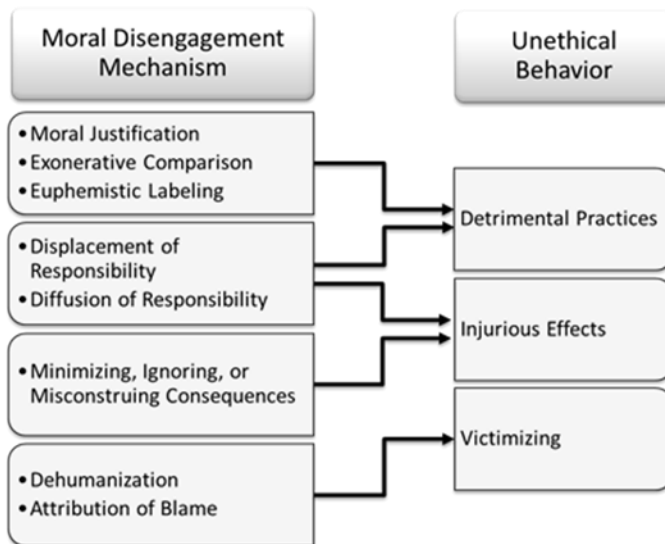 Moral Disengagement
Mechanism
Unethical
Behavior
• Moral Justification
• Exonerative Comparison
• Euphemistic Labeling
• Displacement of
Responsibility
• Diffusion of Responsibility
• Minimizing, Ignoring, or
Misconstruing Consequences
• Dehumanization
• Attribution of Blame
Detrimental Practices
Injurious Effects
Victimizing